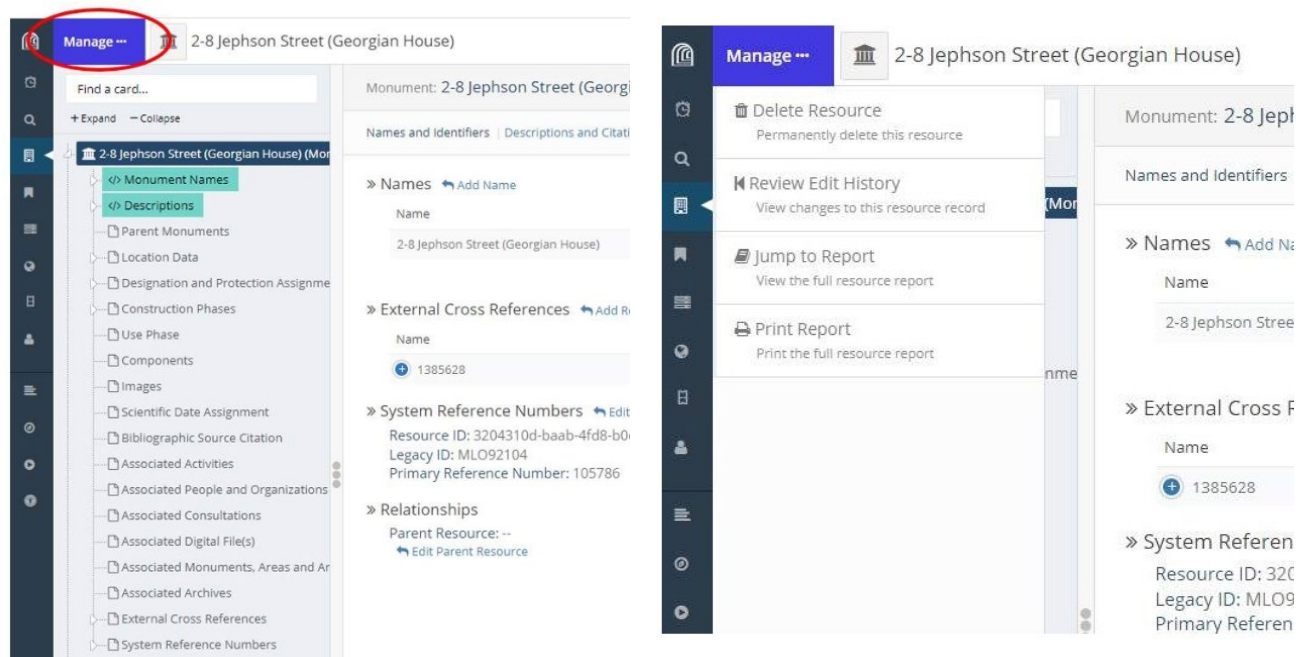 Manage ···
2-8 Jephson Street (Georgian House)
Find a card...
+ Expand − Collapse
2-8 Jephson Street (Georgian House) (Mon
</> Monument Names
</> Descriptions
Parent Monuments
Location Data
Designation and Protection Assignme
Construction Phases
Use Phase
Components
Images
Scientific Date Assignment
Bibliographic Source Citation
Associated Activities
Associated People and Organizations
Associated Consultations
Associated Digital File(s)
Associated Monuments, Areas and Ar
Associated Archives
External Cross References
System Reference Numbers
Monument: 2-8 Jephson Street (Georgi
Names and Identifiers | Descriptions and Citati
» Names Add Name
Name
2-8 Jephson Street (Georgian House)
» External Cross References Add R
Name
1385628
» System Reference Numbers Edit
Resource ID: 3204310d-baab-4fd8-b0
Legacy ID: MLO92104
Primary Reference Number: 105786
» Relationships
Parent Resource: --
Edit Parent Resource
Manage ···
2-8 Jephson Street (Georgian House)
Delete Resource
Permanently delete this resource
Review Edit History
View changes to this resource record
Jump to Report
View the full resource report
Print Report
Print the full resource report
(Mor
nme
Monument: 2-8 Jeph
Names and Identifiers
» Names Add Na
Name
2-8 Jephson Stree
» External Cross R
Name
1385628
» System Referen
Resource ID: 320
Legacy ID: MLO9
Primary Referen